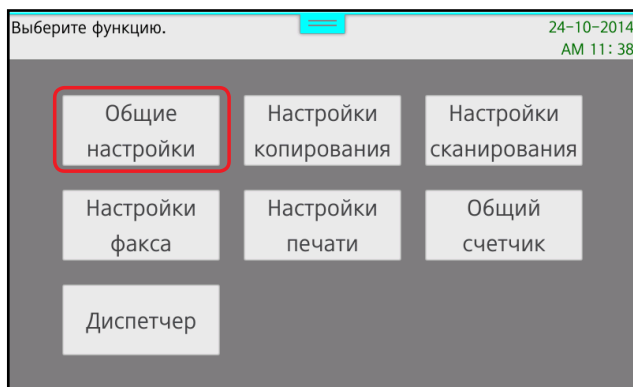 Выберите функцию.
24-10-2014
AM 11: 38
Общие
настройки
Настройки
копирования
Настройки
сканирования
Настройки
факса
Настройки
печати
Общий
счетчик
Диспетчер